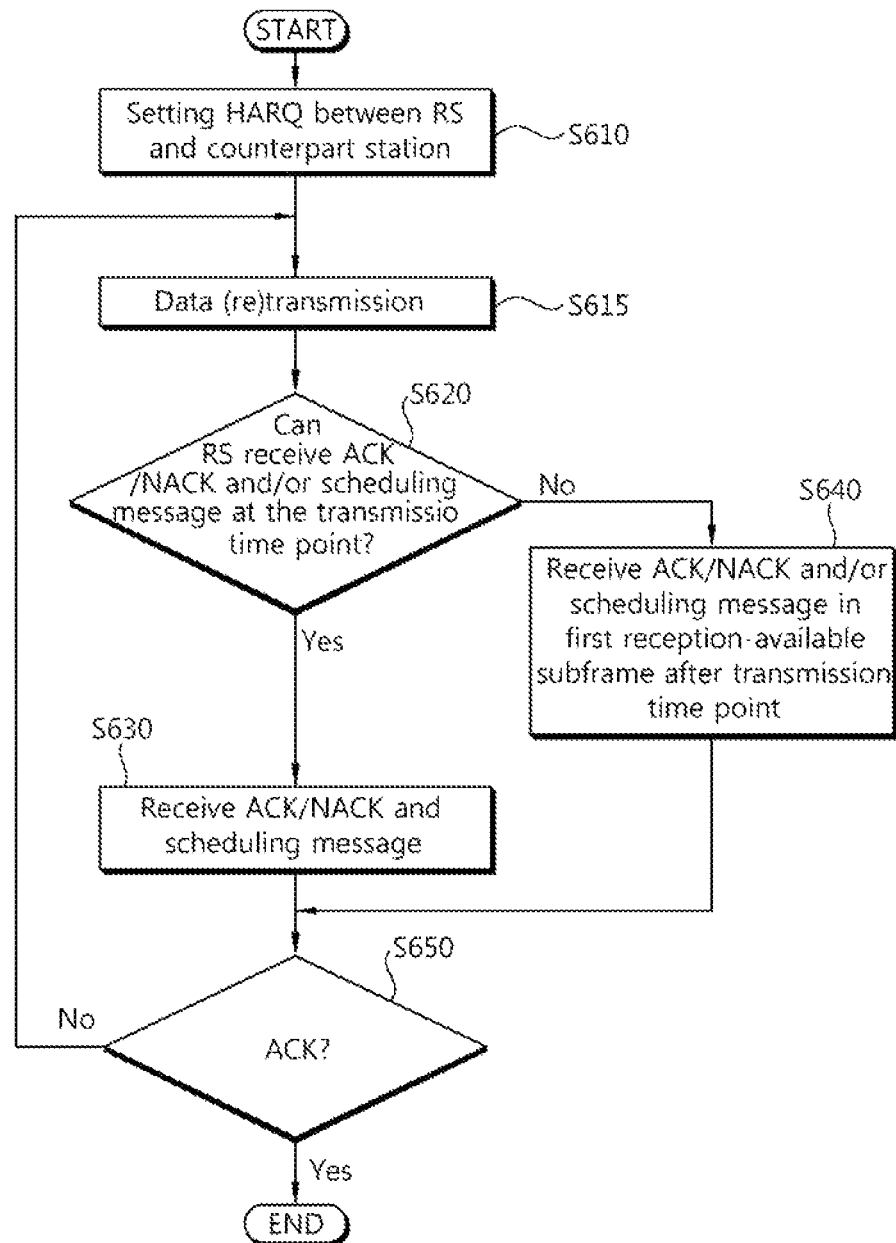 START
Setting HARQ between RS
and counterpart station
S610
Data (re)transmission
S615
S620
Can
RS receive ACK
/NACK and/or scheduling
message at the transmissio
time point?
No
Yes
S640
Receive ACK/NACK and/or
scheduling message in
first reception-available
subframe after transmission
time point
S630
Receive ACK/NACK and
scheduling message
S650
ACK?
No
Yes
END